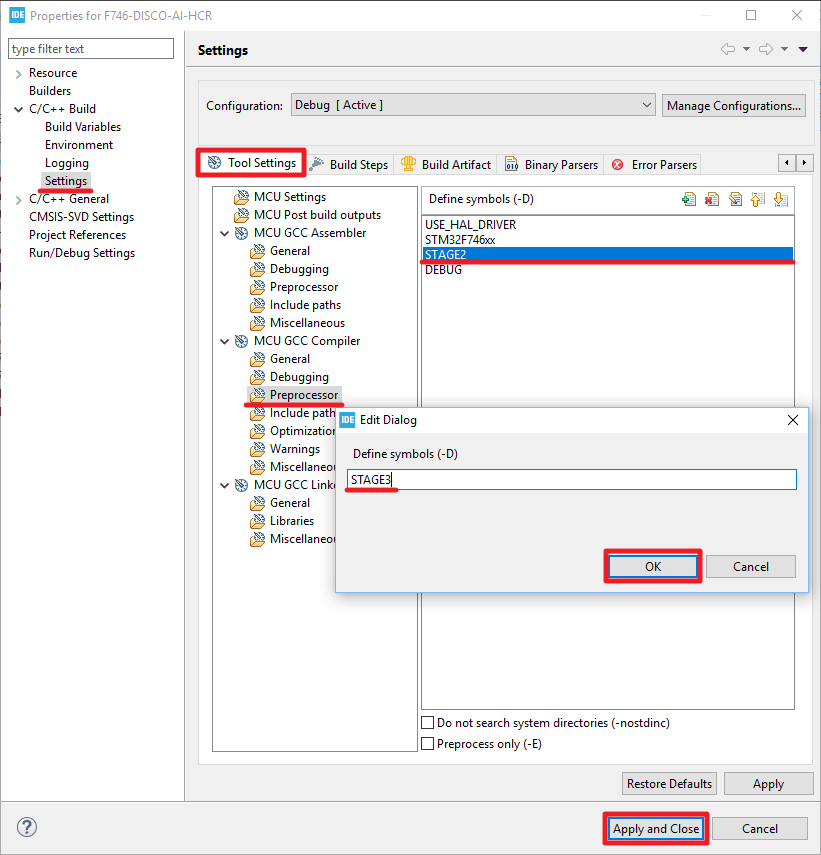 IDE Properties for F746-DISCO-AI-HCR
type filter text
Resource
Builders
C/C++ Build
Build Variables
Environment
Logging
Settings
C/C++ General
CMSIS-SVD Settings
Project References
Run/Debug Settings
Settings
Configuration: Debug [ Active ] Manage Configurations...
Tool Settings Build Steps Build Artifact Binary Parsers Error Parsers
MCU Settings
MCU Post build outputs
MCU GCC Assembler
General
Debugging
Preprocessor
Include paths
Miscellaneous
MCU GCC Compiler
General
Debugging
Preprocessor
Include path
Optimization
Warnings
Miscellaneou
MCU GCC Linke
General
Libraries
Miscellaneou
Define symbols (-D)
USE_HAL_DRIVER
STM32F746xx
STAGE2
DEBUG
IDE Edit Dialog
Define symbols (-D)
STAGE3
OK Cancel
Do not search system directories (-nostdinc)
Preprocess only (-E)
Restore Defaults Apply
? Apply and Close Cancel